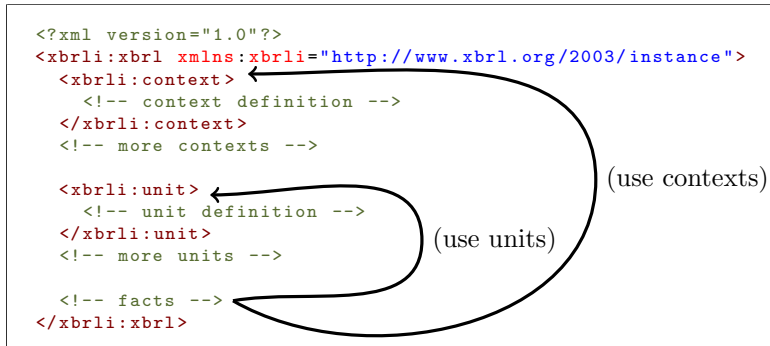 <?xml version="1.0"?>
<xbrli:xbrl xmlns:xbrli="http://www.xbrl.org/2003/instance">
<xbrli:context>
<!-- context definition -->
</xbrli:context>
<!-- more contexts -->
(use contexts)
<xbrli:unit>
<!-- unit definition -->
</xbrli:unit>
(use units)
<!-- more units -->
<!-- facts -->
</xbrli:xbrl>